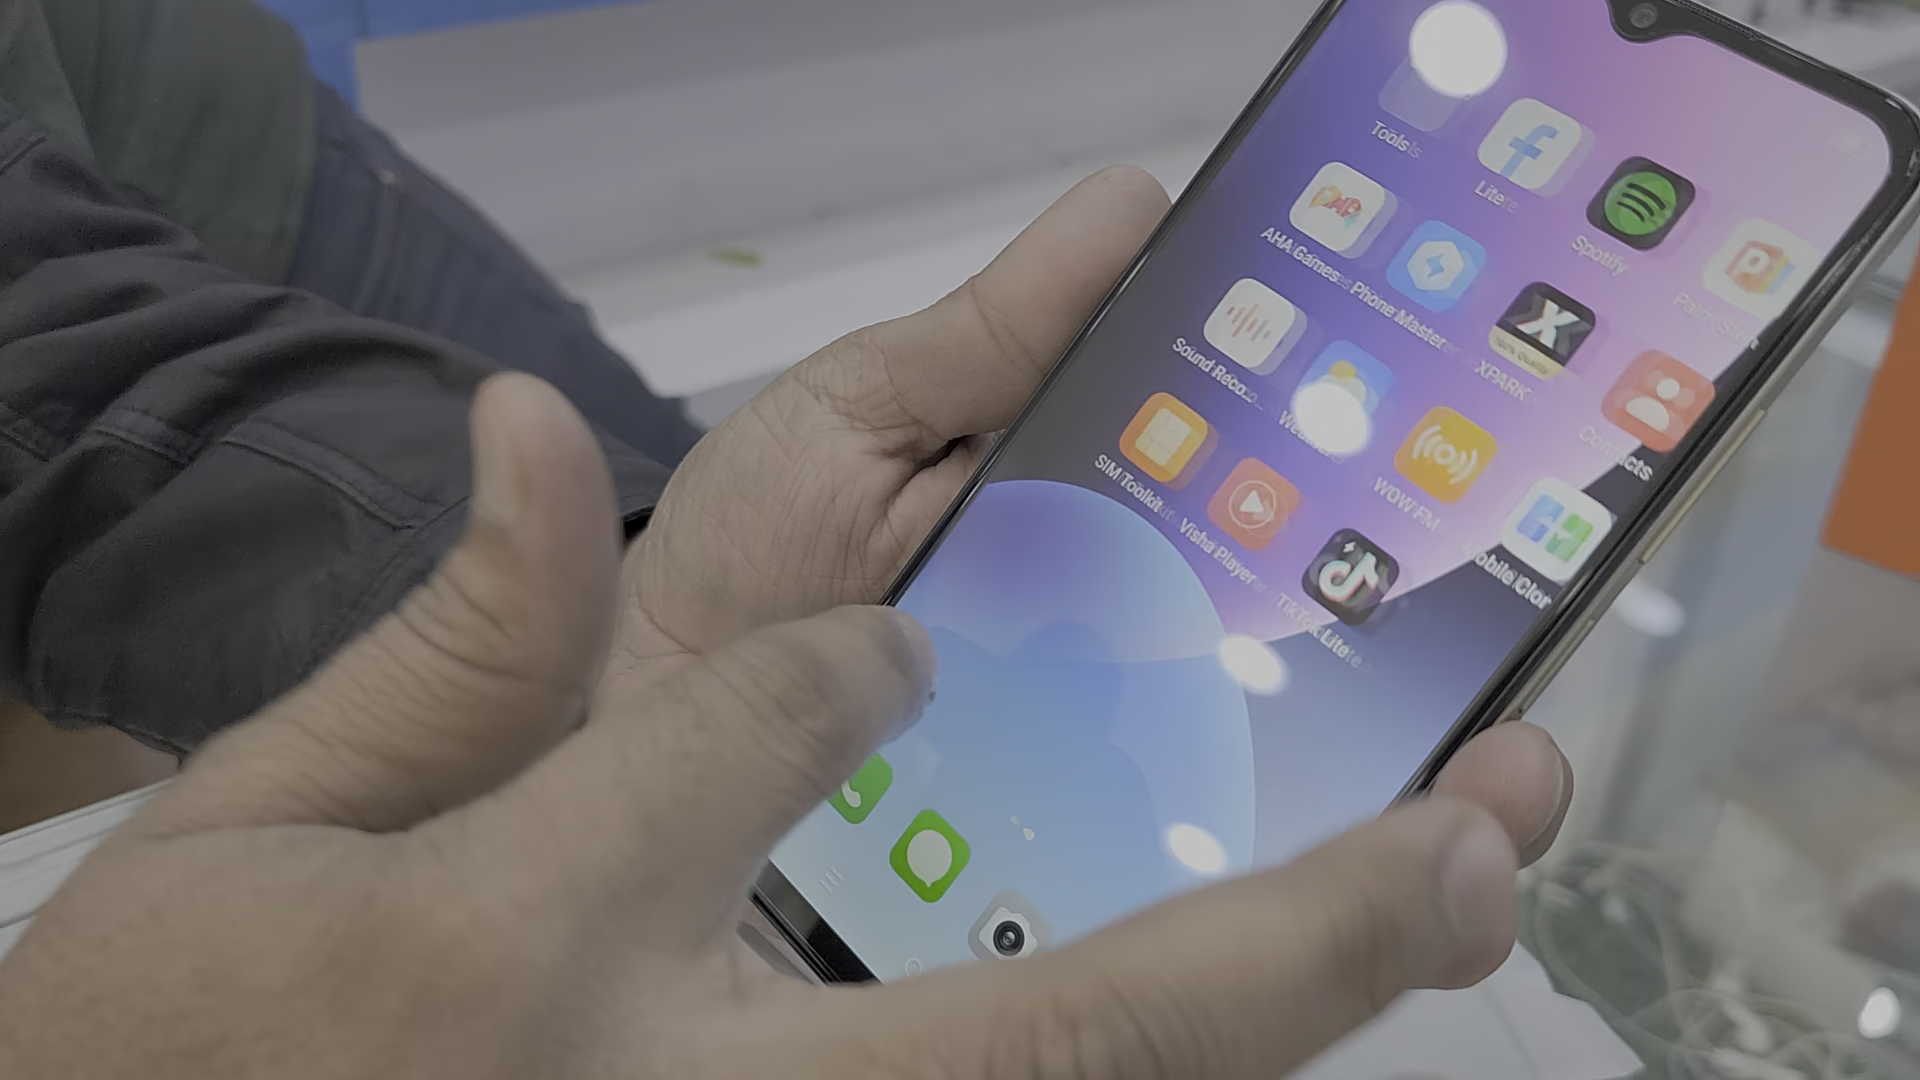 Tools
Lite
Spotify
AHA Games
Phone Master
XPARK
Contacts
Sound Reco...
WOW FM
SIM Toolkit
Visha Player
TikTok Lite